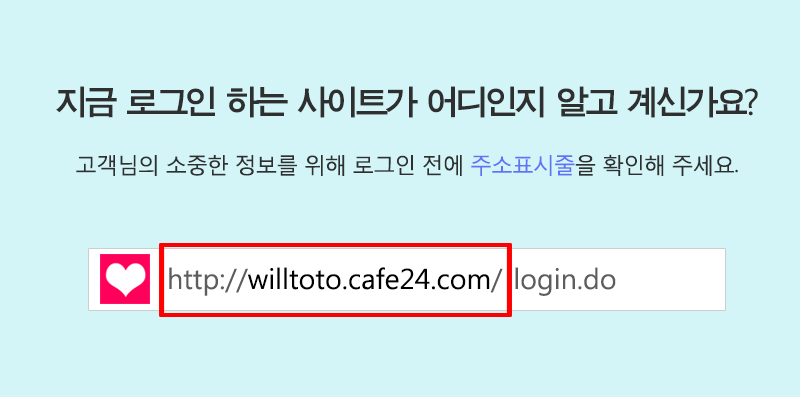 지금 로그인 하는 사이트가 어디인지 알고 계신가요?
고객님의 소중한 정보를 위해 로그인 전에 주소표시줄을 확인해 주세요.
http://willtoto.cafe24.com/ login.do